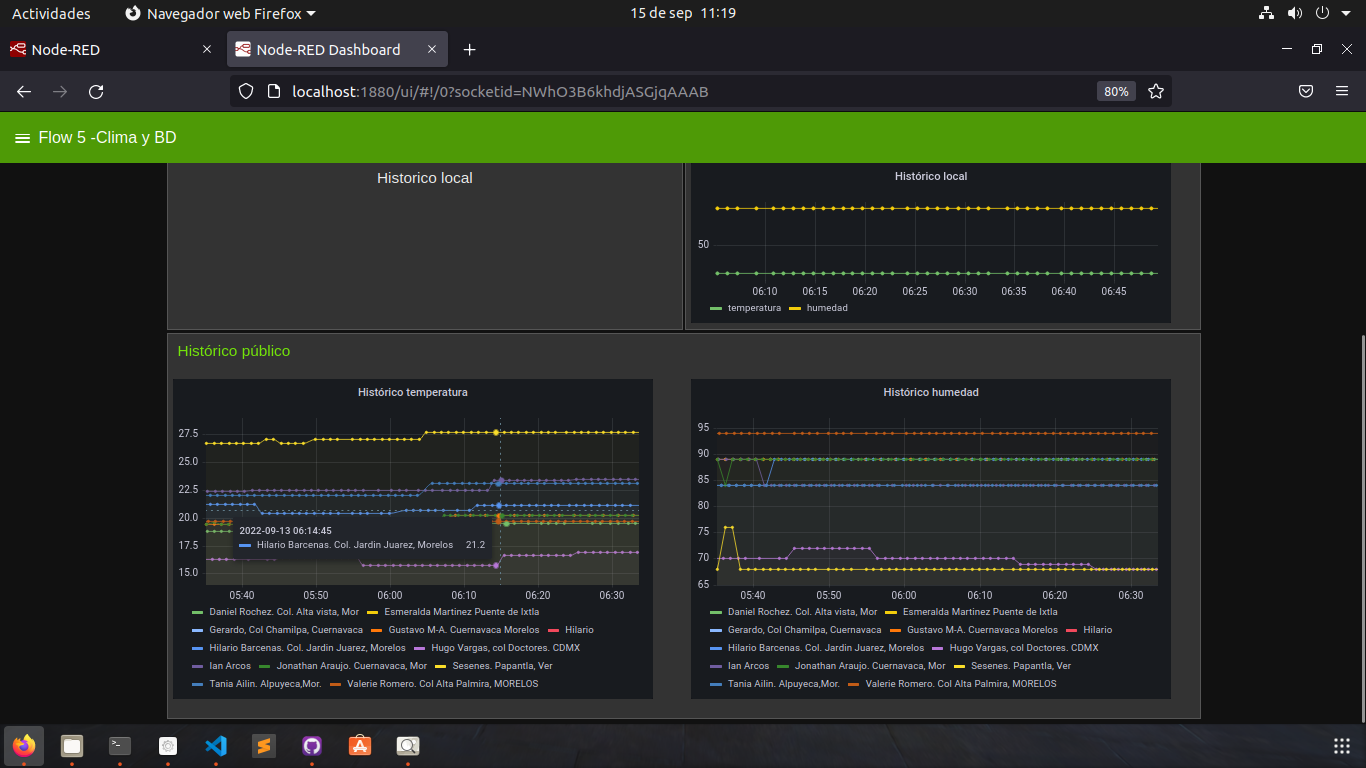 Actividades Navegador web Firefox 15 de sep 11:19
Node-RED Node-RED Dashboard
localhost:1880/ui/#!/0?socketid=NWhO3B6khdjASGjqAAAB 80%
Flow 5 -Clima y BD
Historico local
Histórico local
50
06:10 06:15 06:20 06:25 06:30 06:35 06:40 06:45
temperatura humedad
Histórico público
Histórico temperatura
27.5
25.0
22.5
20.0
17.5
15.0
2022-09-13 06:14:45
Hilario Barcenas. Col. Jardin Juarez, Morelos 21.2
05:40 05:50 06:00 06:10 06:20 06:30
Daniel Rochez. Col. Alta vista, Mor Esmeralda Martinez Puente de Ixtla
Gerardo, Col Chamilpa, Cuernavaca Gustavo M-A. Cuernavaca Morelos Hilario
Hilario Barcenas. Col. Jardin Juarez, Morelos Hugo Vargas, col Doctores. CDMX
Ian Arcos Jonathan Araujo. Cuernavaca, Mor Sesenes. Papantla, Ver
Tania Ailin. Alpuyeca,Mor. Valerie Romero. Col Alta Palmira, MORELOS
Histórico humedad
95
90
85
80
75
70
65
05:40 05:50 06:00 06:10 06:20 06:30
Daniel Rochez. Col. Alta vista, Mor Esmeralda Martinez Puente de Ixtla
Gerardo, Col Chamilpa, Cuernavaca Gustavo M-A. Cuernavaca Morelos Hilario
Hilario Barcenas. Col. Jardin Juarez, Morelos Hugo Vargas, col Doctores. CDMX
Ian Arcos Jonathan Araujo. Cuernavaca, Mor Sesenes. Papantla, Ver
Tania Ailin. Alpuyeca,Mor. Valerie Romero. Col Alta Palmira, MORELOS